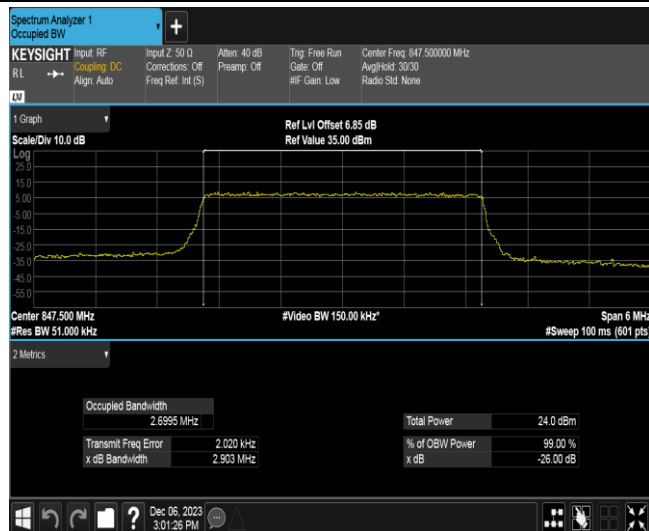 Spectrum Analyzer 1
Occupied BW
KEYSIGHT
RL
Input: RF
Coupling: DC
Align: Auto
Input Z: 50 Ω
Corrections: Off
Freq Ref: Int (S)
Atten: 40 dB
Preamp: Off
Trig: Free Run
Gate: Off
#IF Gain: Low
Center Freq: 847.500000 MHz
Avg|Hold: 30/30
Radio Std: None
1 Graph
Scale/Div 10.0 dB
Ref Lvl Offset 6.85 dB
Ref Value 35.00 dBm
Log
25.0
15.0
5.00
-5.00
-15.0
-25.0
-35.0
-45.0
-55.0
Center 847.500 MHz
#Res BW 51.000 kHz
#Video BW 150.00 kHz*
Span 6 MHz
#Sweep 100 ms (601 pts)
2 Metrics
Occupied Bandwidth
2.6995 MHz
Transmit Freq Error 2.020 kHz
x dB Bandwidth 2.903 MHz
Total Power 24.0 dBm
% of OBW Power 99.00 %
x dB -26.00 dB
?
Dec 06, 2023
3:01:26 PM